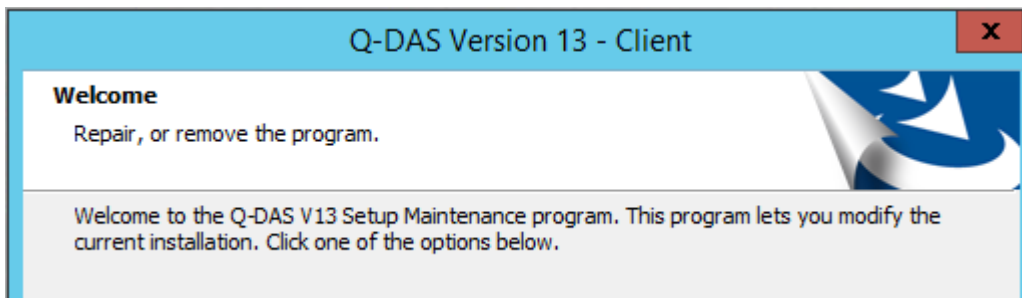 Q-DAS Version 13 - Client
x
Welcome
Repair, or remove the program.
Welcome to the Q-DAS V13 Setup Maintenance program. This program lets you modify the
current installation. Click one of the options below.